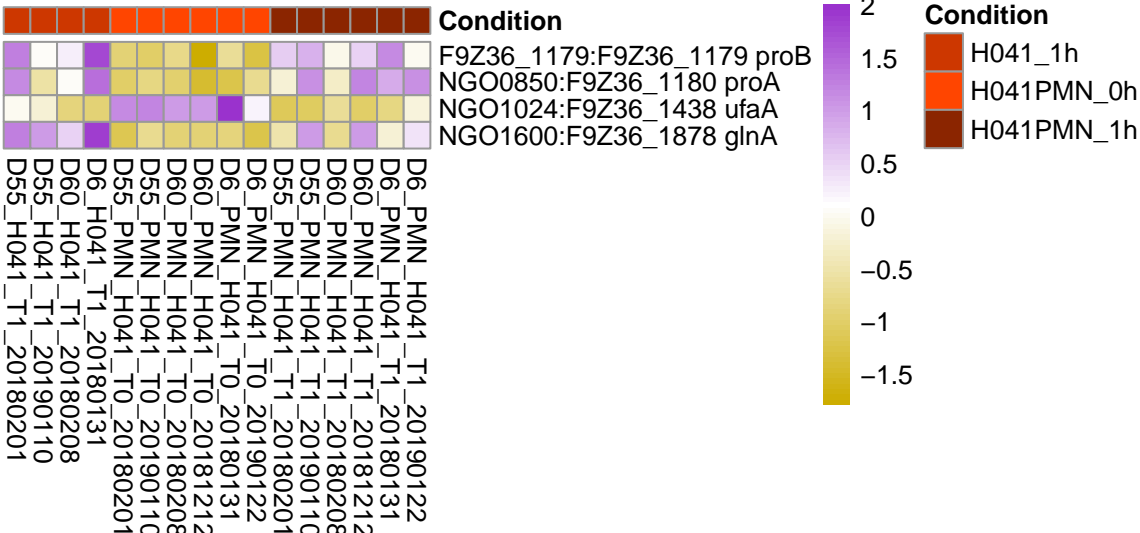 Condition
F9Z36_1179:F9Z36_1179 proB
NGO0850:F9Z36_1180 proA
NGO1024:F9Z36_1438 ufaA
NGO1600:F9Z36_1878 glnA
D55_H041_T1_20180201
D55_H041_T1_20190110
D60_H041_T1_20180208
D6_H041_T1_20180131
D55_PMN_H041_T0_20180201
D55_PMN_H041_T0_20190110
D60_PMN_H041_T0_20180208
D60_PMN_H041_T0_20181212
D6_PMN_H041_T0_20180131
D6_PMN_H041_T0_20190122
D55_PMN_H041_T1_20180201
D55_PMN_H041_T1_20190110
D60_PMN_H041_T1_20180208
D60_PMN_H041_T1_20181212
D6_PMN_H041_T1_20180131
D6_PMN_H041_T1_20190122
2
1.5
1
0.5
0
−0.5
−1
−1.5
Condition
H041_1h
H041PMN_0h
H041PMN_1h